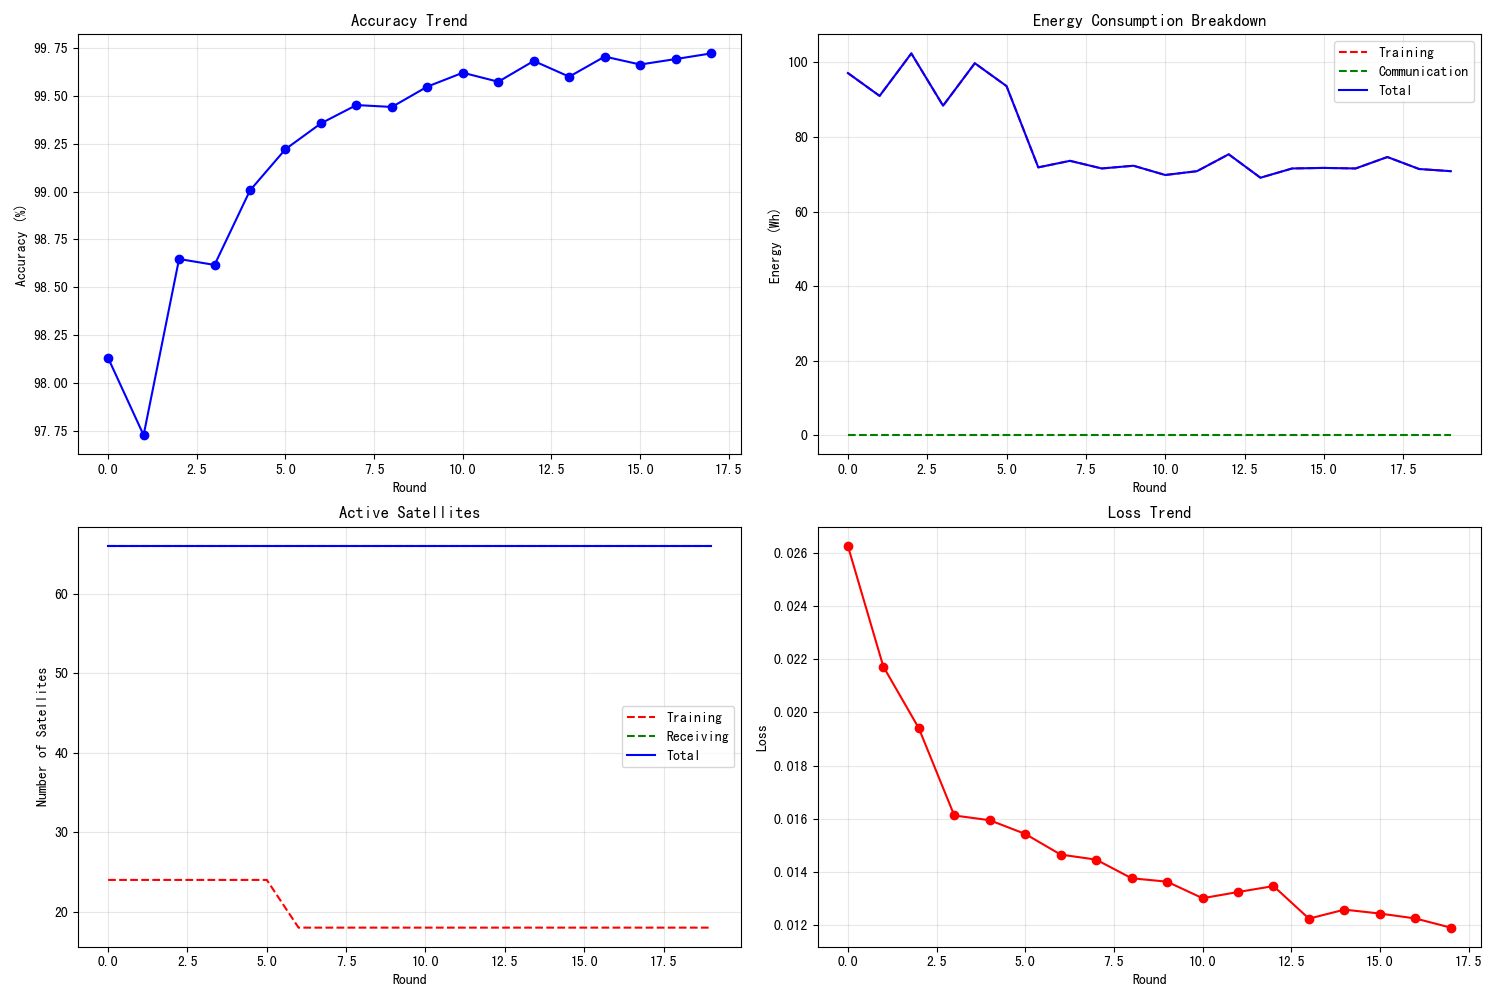 Accuracy Trend
Accuracy (%)
99.75
99.50
99.25
99.00
98.75
98.50
98.25
98.00
97.75
0.0 2.5 5.0 7.5 10.0 12.5 15.0 17.5
Round
Energy Consumption Breakdown
Energy (Wh)
100
80
60
40
20
0
Training
Communication
Total
0.0 2.5 5.0 7.5 10.0 12.5 15.0 17.5
Round
Active Satellites
Number of Satellites
60
50
40
30
20
Training
Receiving
Total
0.0 2.5 5.0 7.5 10.0 12.5 15.0 17.5
Round
Loss Trend
Loss
0.026
0.024
0.022
0.020
0.018
0.016
0.014
0.012
0.0 2.5 5.0 7.5 10.0 12.5 15.0 17.5
Round